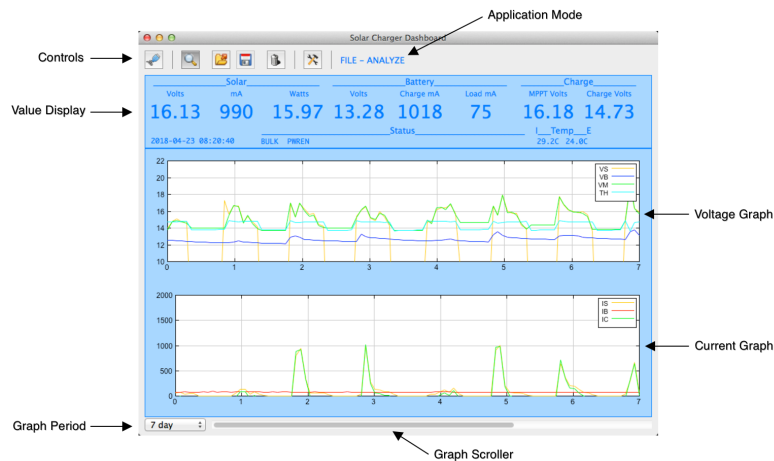 Application Mode
Solar Charger Dashboard
Controls
FILE – ANALYZE
Solar Battery Charge
Volts mA Watts Volts Charge mA Load mA MPPT Volts Charge Volts
Value Display
16.13 990 15.97 13.28 1018 75 16.18 14.73
Status I__Temp__E
2018-04-23 08:20:40 BULK PWREN 29.2C 24.0C
22
20
18
16
14
12
10
0 1 2 3 4 5 6 7
VS
VB
VM
TH
Voltage Graph
2000
1500
1000
500
0
0 1 2 3 4 5 6 7
IS
IB
IC
Current Graph
Graph Period
7 day
Graph Scroller